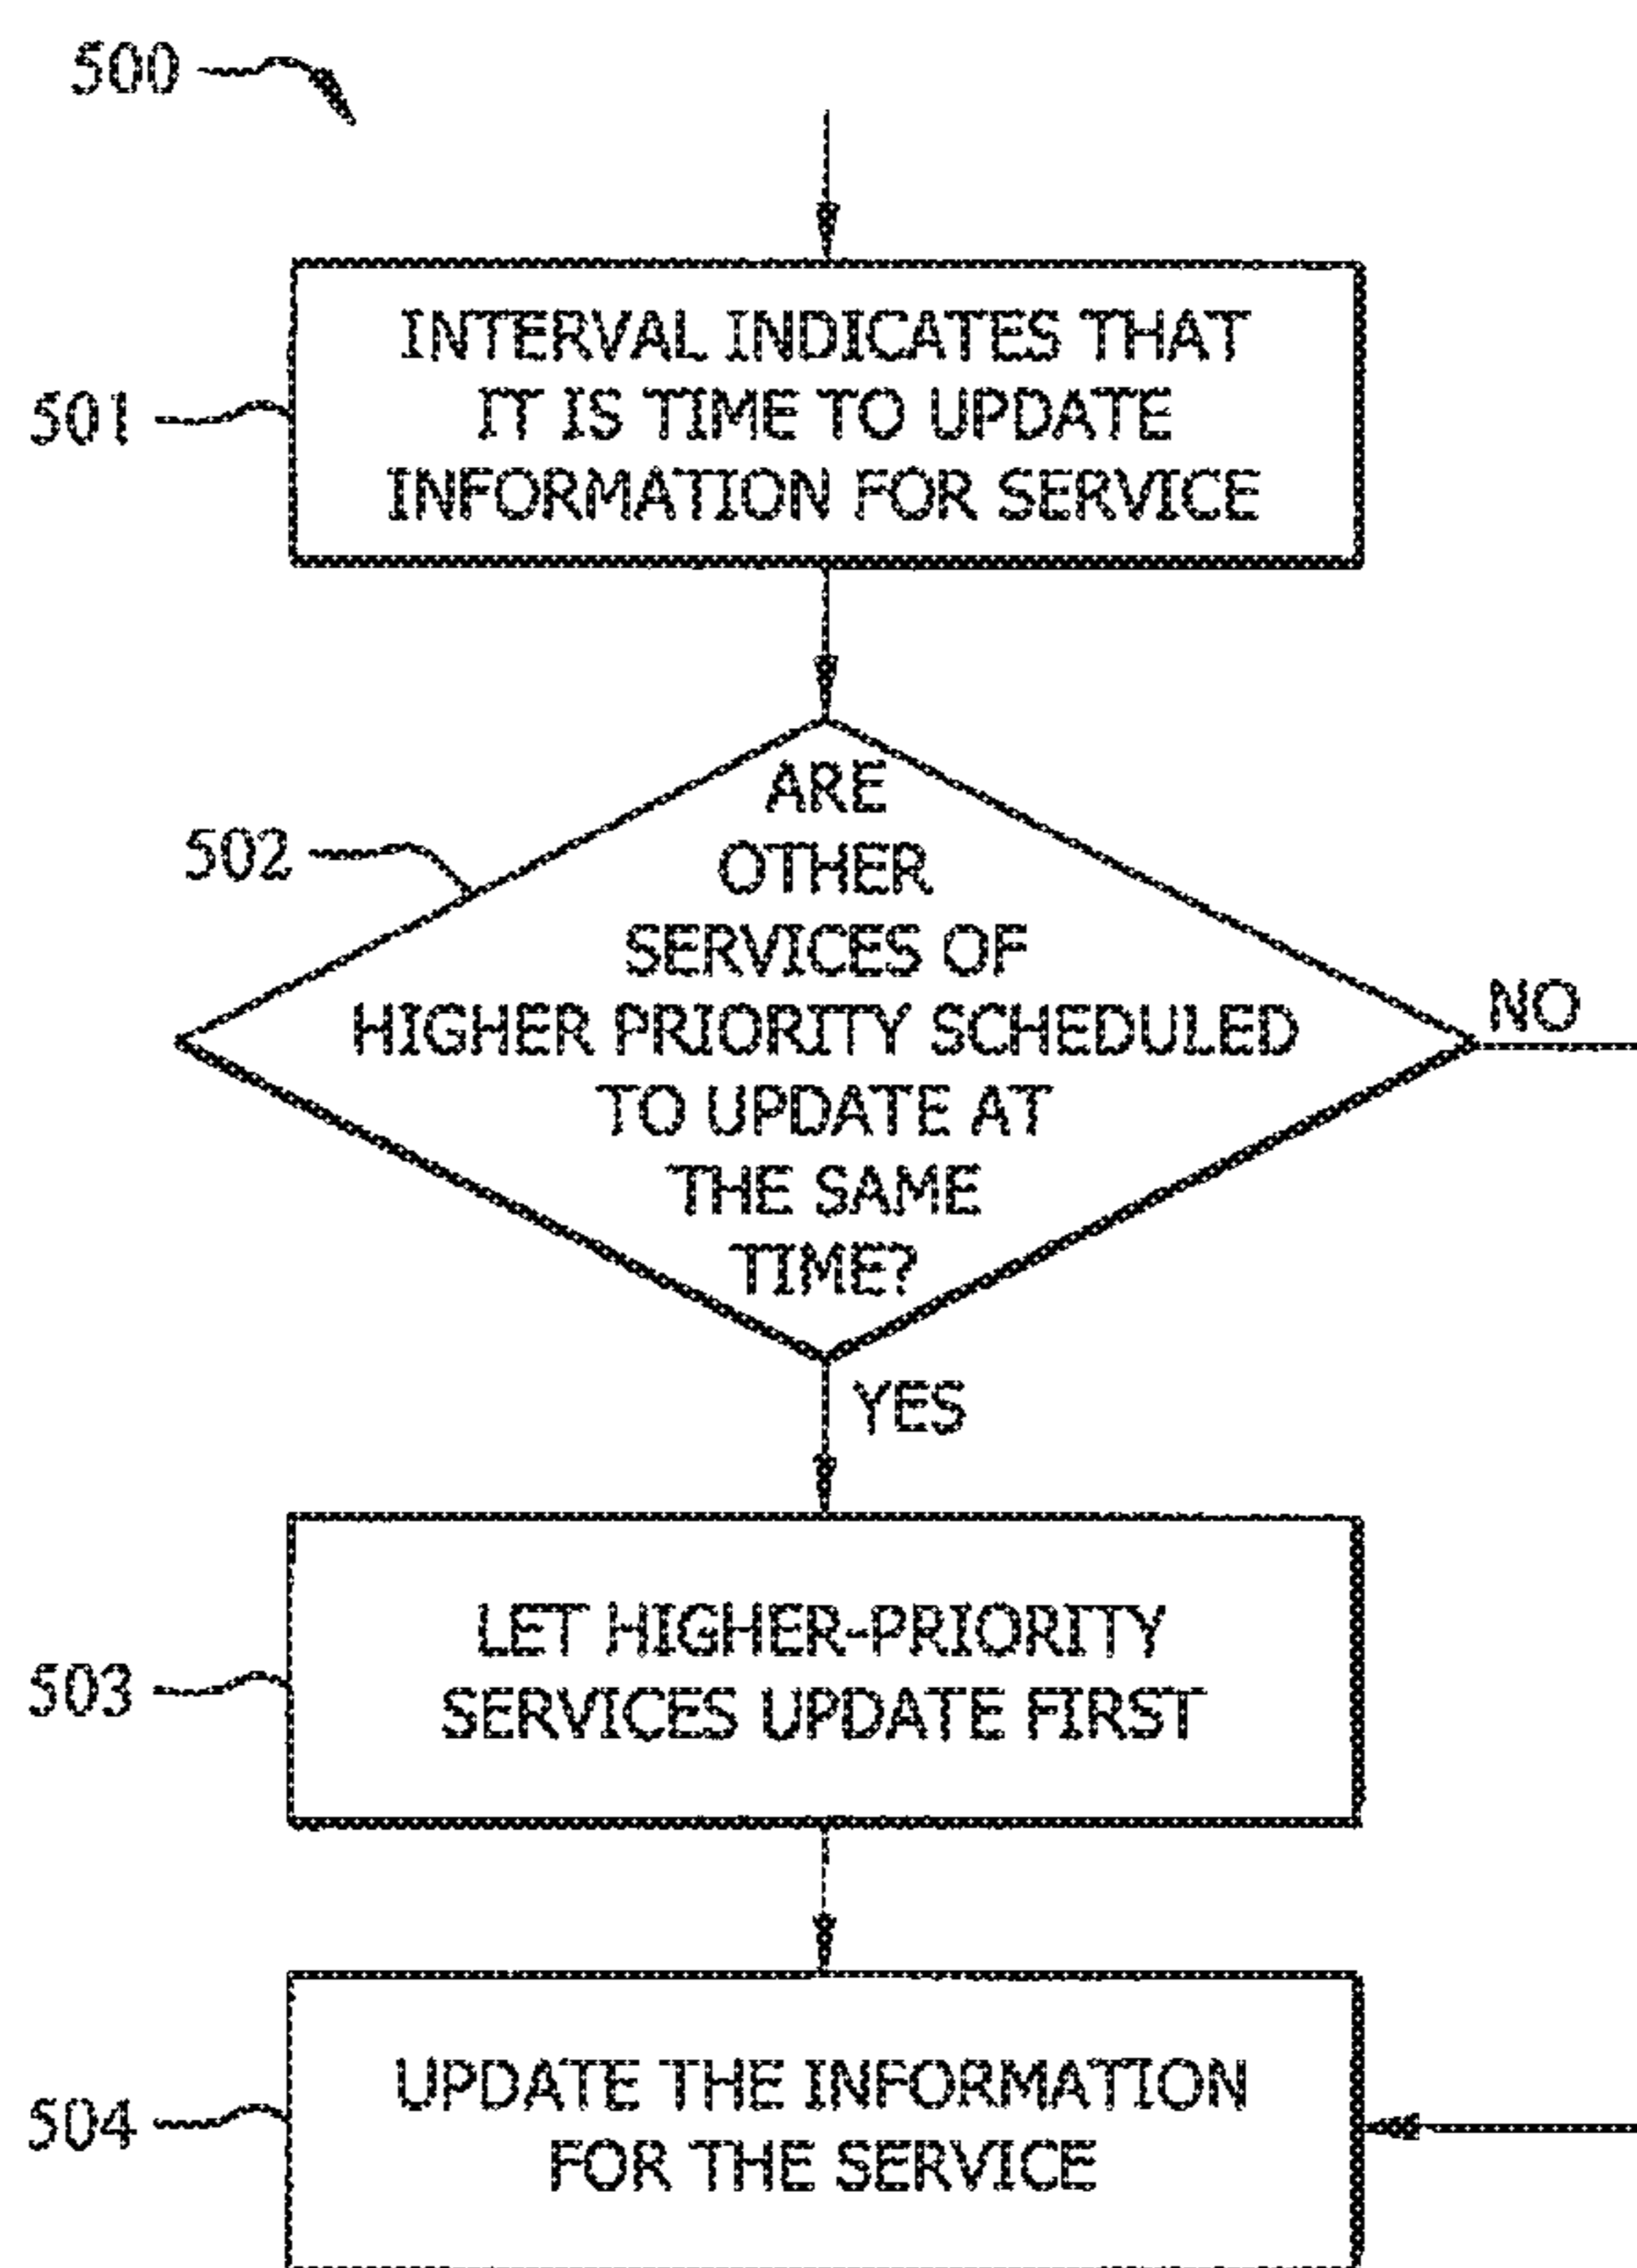 500
INTERVAL INDICATES THAT
501 IT IS TIME TO UPDATE
INFORMATION FOR SERVICE
ARE
502 OTHER
SERVICES OF
HIGHER PRIORITY SCHEDULED
NO
TO UPDATE AT
THE SAME
TIME?
YES
LET HIGHER-PRIORITY
503 SERVICES UPDATE FIRST
UPDATE THE INFORMATION
504 FOR THE SERVICE